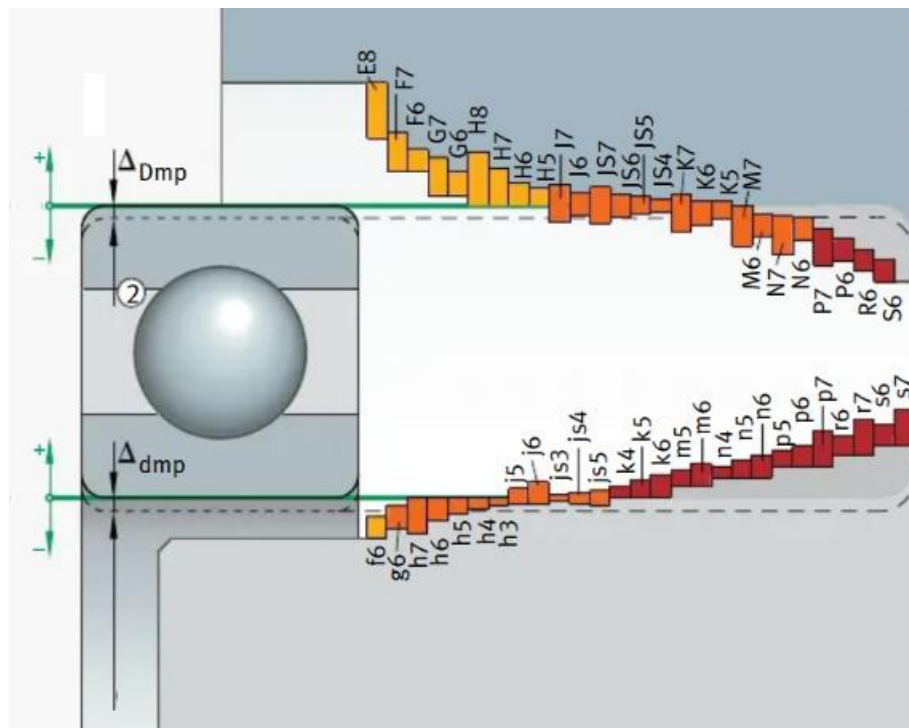 E8
F7
F6
G7
G6
H8
H7
H6
H5
J7
J6
JS7
JS6
JS5
JS4
K7
K6
K5
M7
M6
N7
N6
P7
P6
R6
S6
+
ΔDmp
−
2
+
Δdmp
−
f6
g6
h7
h6
h5
h4
h3
j5
j6
js3
js4
js5
k4
k5
k6
m5
m6
n4
n5
n6
p5
p6
p7
r6
r7
s6
s7